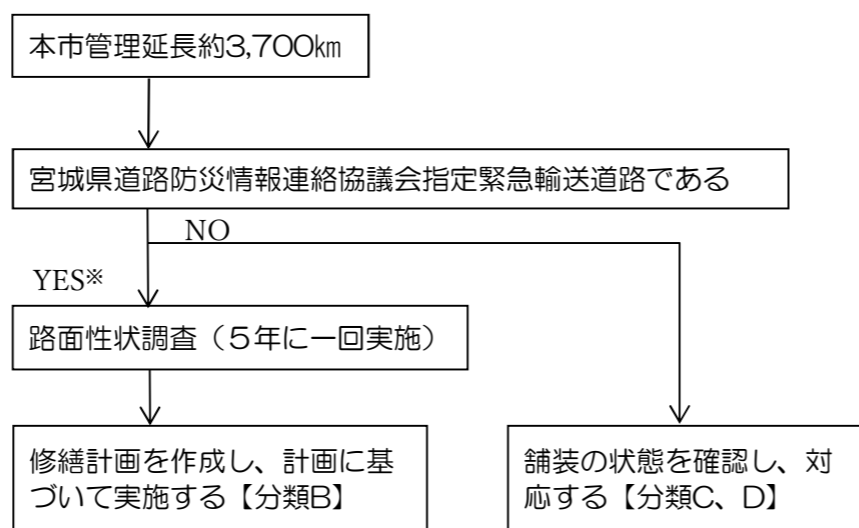 本市管理延長約3,700㎞
宮城県道路防災情報連絡協議会指定緊急輸送道路である
NO
YES※
路面性状調査（５年に一回実施）
修繕計画を作成し、計画に基
づいて実施する【分類B】
舗装の状態を確認し、対
応する【分類C、D】